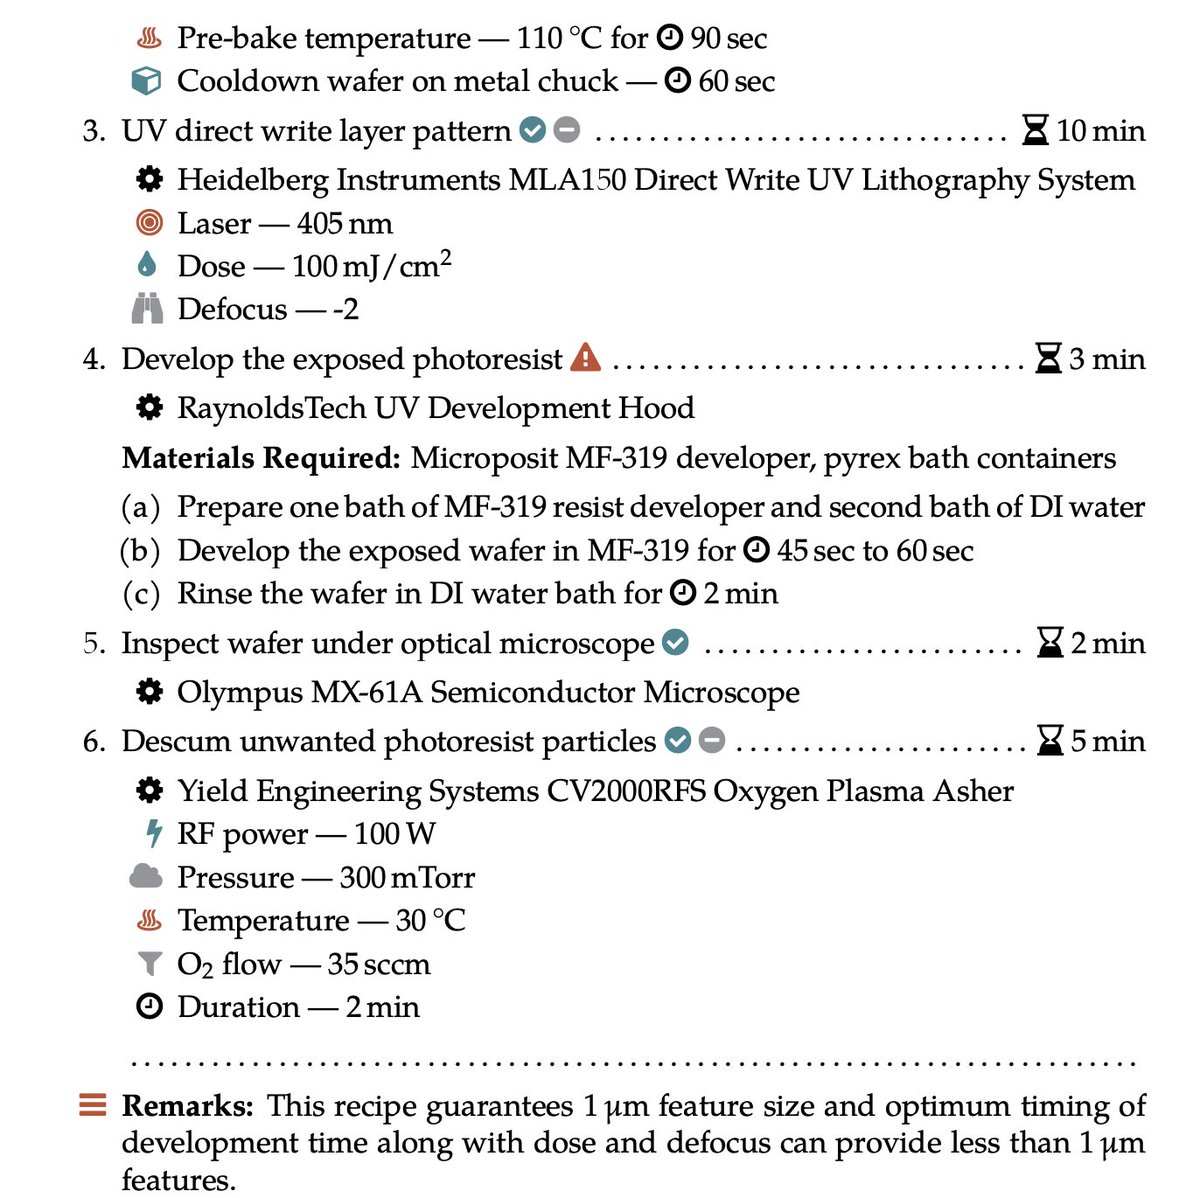 Pre-bake temperature — 110 °C for 90 sec
Cooldown wafer on metal chuck — 60 sec
3. UV direct write layer pattern .............................. 10 min
Heidelberg Instruments MLA150 Direct Write UV Lithography System
Laser — 405 nm
Dose — 100 mJ/cm²
Defocus — -2
4. Develop the exposed photoresist .............................. 3 min
RaynoldsTech UV Development Hood
Materials Required: Microposit MF-319 developer, pyrex bath containers
(a) Prepare one bath of MF-319 resist developer and second bath of DI water
(b) Develop the exposed wafer in MF-319 for 45 sec to 60 sec
(c) Rinse the wafer in DI water bath for 2 min
5. Inspect wafer under optical microscope ....................... 2 min
Olympus MX-61A Semiconductor Microscope
6. Descum unwanted photoresist particles ..................... 5 min
Yield Engineering Systems CV2000RFS Oxygen Plasma Asher
RF power — 100 W
Pressure — 300 mTorr
Temperature — 30 °C
O₂ flow — 35 sccm
Duration — 2 min
Remarks: This recipe guarantees 1 µm feature size and optimum timing of
development time along with dose and defocus can provide less than 1 µm
features.